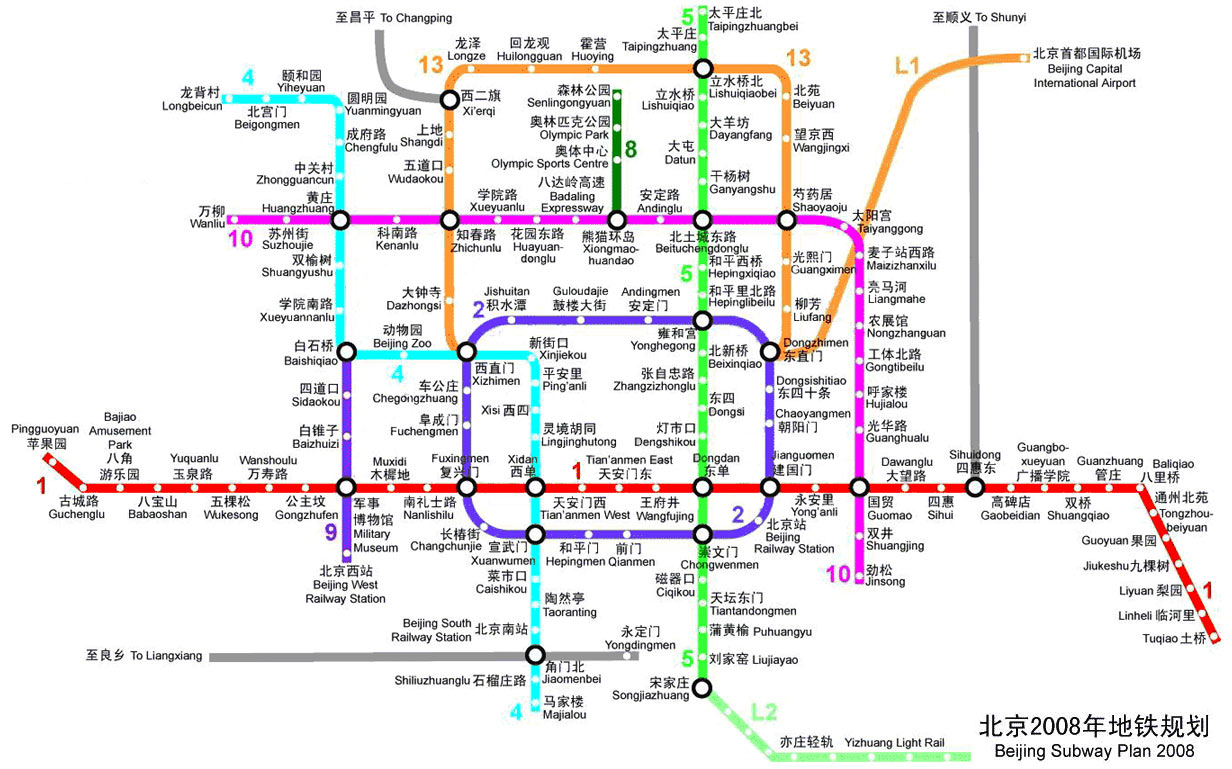 至昌平 To Changping
5
太平庄北
Taipingzhuangbei
至顺义 To Shunyi
太平庄
Taipingzhuang
13
龙泽
Longze
回龙观
Huilongguan
霍营
Huoying
13
L1
北京首都国际机场
Beijing Capital
International Airport
4
颐和园
Yiheyuan
龙背村
Longbeicun
北宫门
Beigongmen
圆明园
Yuanmingyuan
西二旗
Xi'erqi
森林公园
Senlingongyuan
立水桥北
Lishuiqiaobei
立水桥
Lishuiqiao
北苑
Beiyuan
成府路
Chengfulu
上地
Shangdi
奥林匹克公园
Olympic Park
大羊坊
Dayangfang
望京西
Wangjingxi
8
中关村
Zhongguancun
五道口
Wudaokou
奥体中心
Olympic Sports Centre
大屯
Datun
黄庄
Huangzhuang
学院路
Xueyuanlu
八达岭高速
Badaling
Expressway
安定路
Andinglu
干杨树
Ganyangshu
芍药居
Shaoyaoju
万柳
Wanliu
10
苏州街
Suzhoujie
科南路
Kenanlu
知春路
Zhichunlu
花园东路
Huayuan-
donglu
熊猫环岛
Xiongmao-
huandao
北土城东路
Beituchengdonglu
太阳宫
Taiyanggong
双榆树
Shuangyushu
5
和平西桥
Hepingxiqiao
光熙门
Guangximen
麦子站西路
Maizizhanxilu
学院南路
Xueyuannanlu
大钟寺
Dazhongsi
2
Jishuitan
积水潭
Guloudajie
鼓楼大街
Andingmen
安定门
和平里北路
Hepinglibeilu
柳芳
Liufang
亮马河
Liangmahe
农展馆
Nongzhanguan
白石桥
Baishiqiao
动物园
Beijing Zoo
4
西直门
Xizhimen
新街口
Xinjiekou
雍和宫
Yonghegong
北新桥
Beixinqiao
Dongzhimen
东直门
工体北路
Gongtibeilu
四道口
Sidaokou
车公庄
Chegongzhuang
平安里
Ping'anli
张自忠路
Zhangzizhonglu
Dongsishitiao
东四十条
呼家楼
Hujialou
Xisi 西四
东四
Dongsi
Chaoyangmen
朝阳门
白锥子
Baizhuizi
阜成门
Fuchengmen
灵境胡同
Lingjinghutong
灯市口
Dengshikou
光华路
Guanghualu
Pingguoyuan
苹果园
1
古城路
Guchenglu
Bajiao
Amusement
Park
八角
游乐园
八宝山
Babaoshan
Yuquanlu
玉泉路
五棵松
Wukesong
Wanshoulu
万寿路
公主坟
Gongzhufen
Muxidi
木樨地
南礼士路
Nanlishilu
Fuxingmen
复兴门
Xidan
西单
1
Tian'anmen East
天安门东
天安门西
Tian'anmen West
王府井
Wangfujing
Dongdan
东单
Jianguomen
建国门
永安里
Yong'anli
国贸
Guomao
Dawanglu
大望路
四惠
Sihui
Sihuidong
四惠东
高碑店
Gaobeidian
Guangbo-
xueyuan
广播学院
双桥
Shuangqiao
Guanzhuang
管庄
Baliqiao
八里桥
军事
博物馆
Military
Museum
9
北京西站
Beijing West
Railway Station
长椿街
Changchunjie
宣武门
Xuanwumen
和平门
Hepingmen
前门
Qianmen
2
北京站
Beijing
Railway Station
崇文门
Chongwenmen
双井
Shuangjing
10
劲松
Jinsong
通州北苑
Tongzhou-
beiyuan
Guoyuan 果园
Jiukeshu 九棵树
Liyuan 梨园
1
Linheli 临河里
Tuqiao 土桥
菜市口
Caishikou
磁器口
Ciqikou
陶然亭
Taoranting
天坛东门
Tiantandongmen
Beijing South
Railway Station
北京南站
永定门
Yongdingmen
蒲黄榆 Puhuangyu
至良乡 To Liangxiang
角门北
Jiaomenbei
5
刘家窑 Liujiayao
Shiliuzhuanglu 石榴庄路
宋家庄
Songjiazhuang
4
马家楼
Majialou
L2
亦庄轻轨 Yizhuang Light Rail
北京2008年地铁规划
Beijing Subway Plan 2008